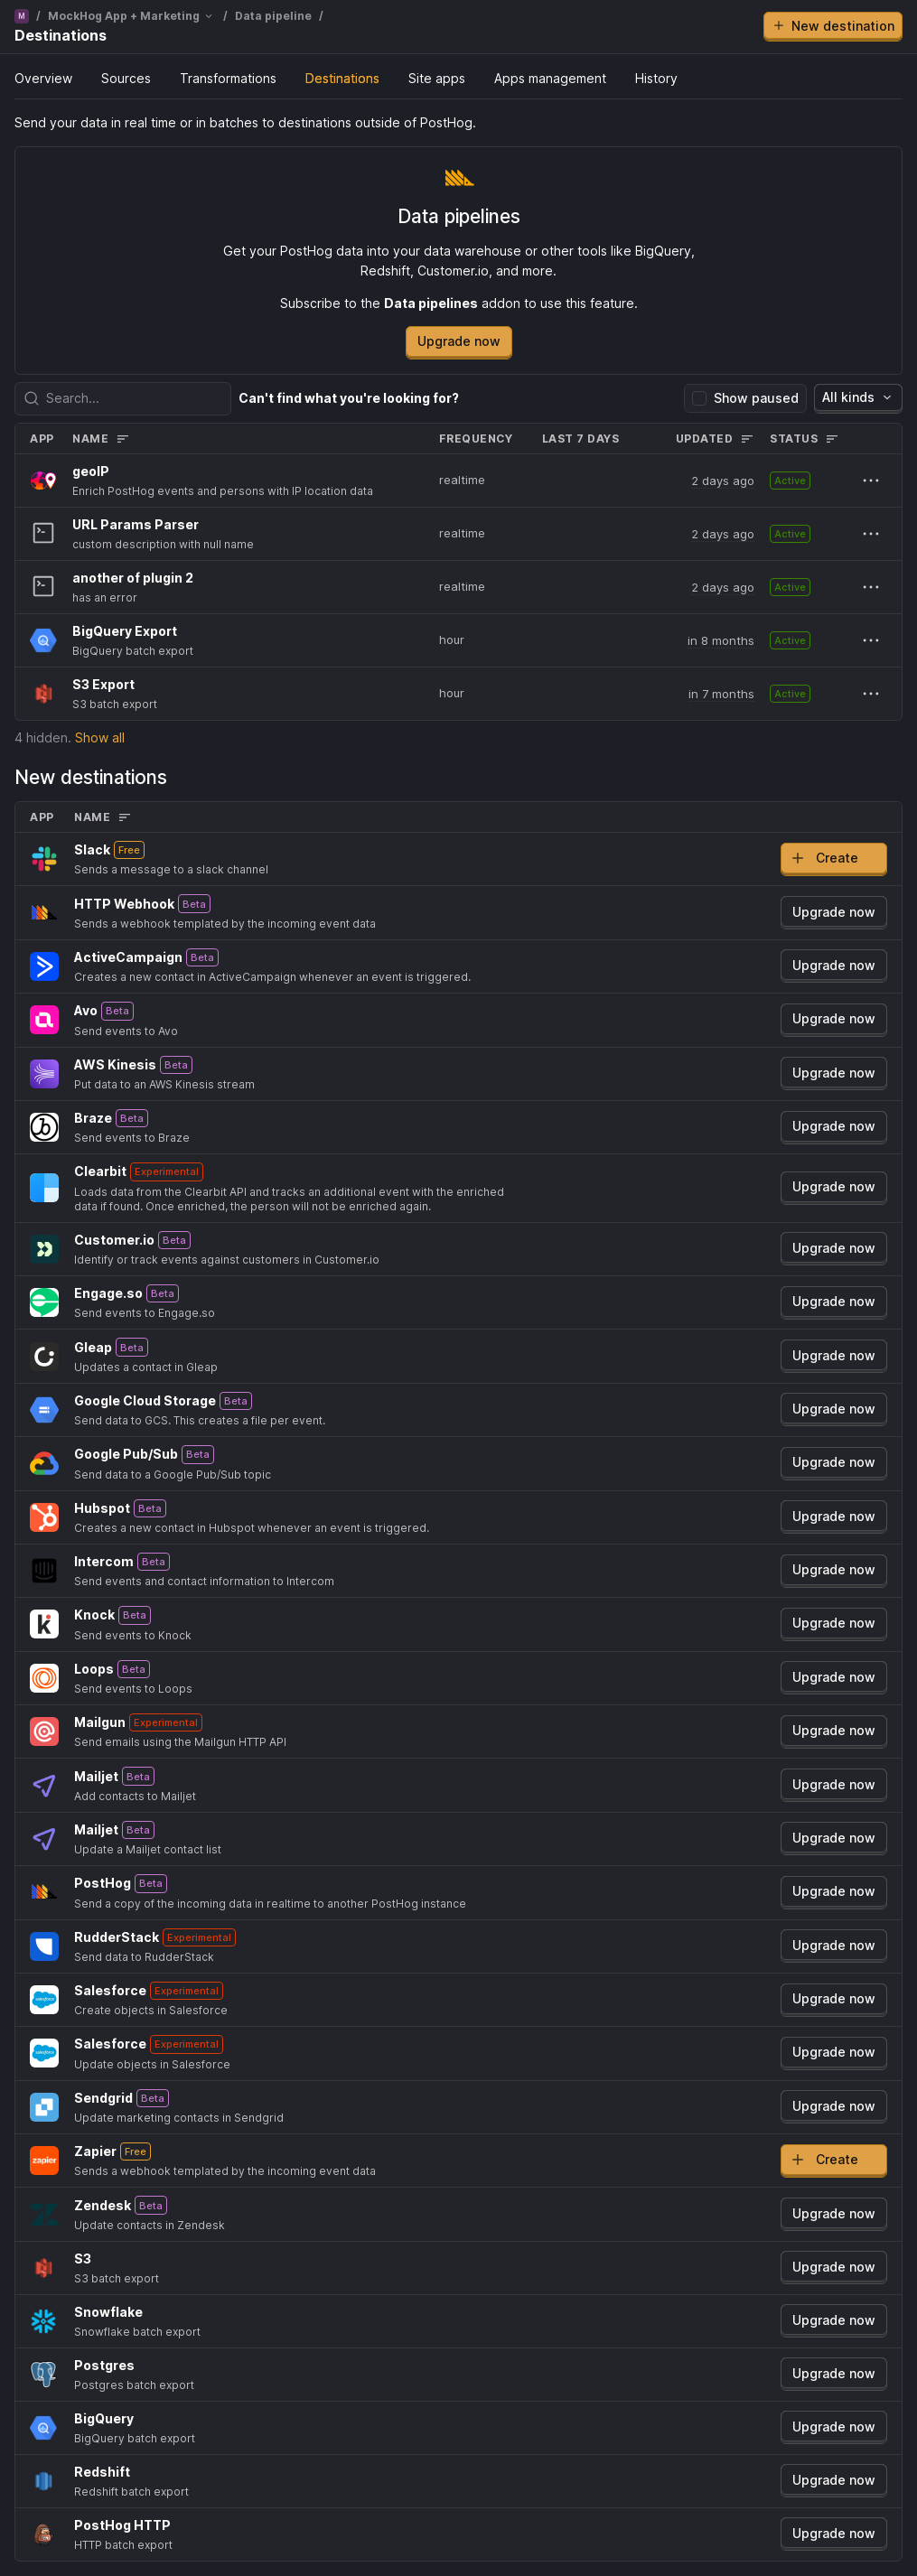 M / MockHog App + Marketing / Data pipeline /
Destinations
New destination
Overview Sources Transformations Destinations Site apps Apps management History
Send your data in real time or in batches to destinations outside of PostHog.
Data pipelines
Get your PostHog data into your data warehouse or other tools like BigQuery,
Redshift, Customer.io, and more.
Subscribe to the Data pipelines addon to use this feature.
Upgrade now
Search... Can't find what you're looking for? Show paused All kinds
APP NAME FREQUENCY LAST 7 DAYS UPDATED STATUS
geoIP
Enrich PostHog events and persons with IP location data
realtime 2 days ago Active
URL Params Parser
custom description with null name
realtime 2 days ago Active
another of plugin 2
has an error
realtime 2 days ago Active
BigQuery Export
BigQuery batch export
hour in 8 months Active
S3 Export
S3 batch export
hour in 7 months Active
4 hidden. Show all
New destinations
APP NAME
Slack Free
Sends a message to a slack channel
Create
HTTP Webhook Beta
Sends a webhook templated by the incoming event data
Upgrade now
ActiveCampaign Beta
Creates a new contact in ActiveCampaign whenever an event is triggered.
Upgrade now
Avo Beta
Send events to Avo
Upgrade now
AWS Kinesis Beta
Put data to an AWS Kinesis stream
Upgrade now
Braze Beta
Send events to Braze
Upgrade now
Clearbit Experimental
Loads data from the Clearbit API and tracks an additional event with the enriched
data if found. Once enriched, the person will not be enriched again.
Upgrade now
Customer.io Beta
Identify or track events against customers in Customer.io
Upgrade now
Engage.so Beta
Send events to Engage.so
Upgrade now
Gleap Beta
Updates a contact in Gleap
Upgrade now
Google Cloud Storage Beta
Send data to GCS. This creates a file per event.
Upgrade now
Google Pub/Sub Beta
Send data to a Google Pub/Sub topic
Upgrade now
Hubspot Beta
Creates a new contact in Hubspot whenever an event is triggered.
Upgrade now
Intercom Beta
Send events and contact information to Intercom
Upgrade now
Knock Beta
Send events to Knock
Upgrade now
Loops Beta
Send events to Loops
Upgrade now
Mailgun Experimental
Send emails using the Mailgun HTTP API
Upgrade now
Mailjet Beta
Add contacts to Mailjet
Upgrade now
Mailjet Beta
Update a Mailjet contact list
Upgrade now
PostHog Beta
Send a copy of the incoming data in realtime to another PostHog instance
Upgrade now
RudderStack Experimental
Send data to RudderStack
Upgrade now
Salesforce Experimental
Create objects in Salesforce
Upgrade now
Salesforce Experimental
Update objects in Salesforce
Upgrade now
Sendgrid Beta
Update marketing contacts in Sendgrid
Upgrade now
zapier
Zapier Free
Sends a webhook templated by the incoming event data
Create
Zendesk Beta
Update contacts in Zendesk
Upgrade now
S3
S3 batch export
Upgrade now
Snowflake
Snowflake batch export
Upgrade now
Postgres
Postgres batch export
Upgrade now
BigQuery
BigQuery batch export
Upgrade now
Redshift
Redshift batch export
Upgrade now
PostHog HTTP
HTTP batch export
Upgrade now